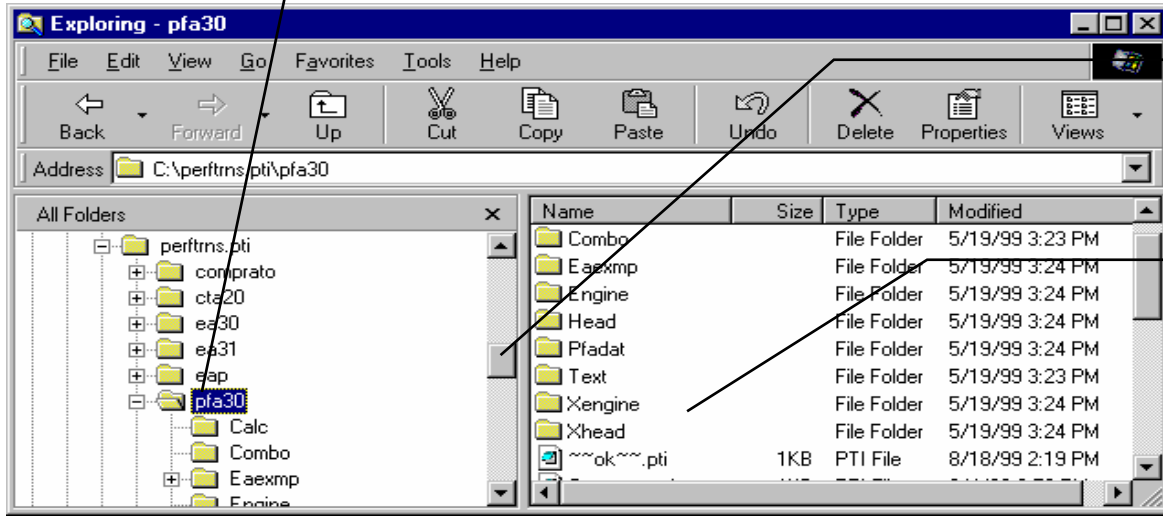 Exploring - pfa30
File Edit View Go Favorites Tools Help
Back Forward Up Cut Copy Paste Undo Delete Properties Views
Address C:\perftrns.pti\pfa30
All Folders
perftrns.pti
comprato
cta20
ea30
ea31
eap
pfa30
Calc
Combo
Eaexmp
Engine
Name Size Type Modified
Combo File Folder 5/19/99 3:23 PM
Eaexmp File Folder 5/19/99 3:24 PM
Engine File Folder 5/19/99 3:24 PM
Head File Folder 5/19/99 3:24 PM
Pfadat File Folder 5/19/99 3:24 PM
Text File Folder 5/19/99 3:23 PM
Xengine File Folder 5/19/99 3:24 PM
Xhead File Folder 5/19/99 3:24 PM
~~ok~~.pti 1KB PTI File 8/18/99 2:19 PM